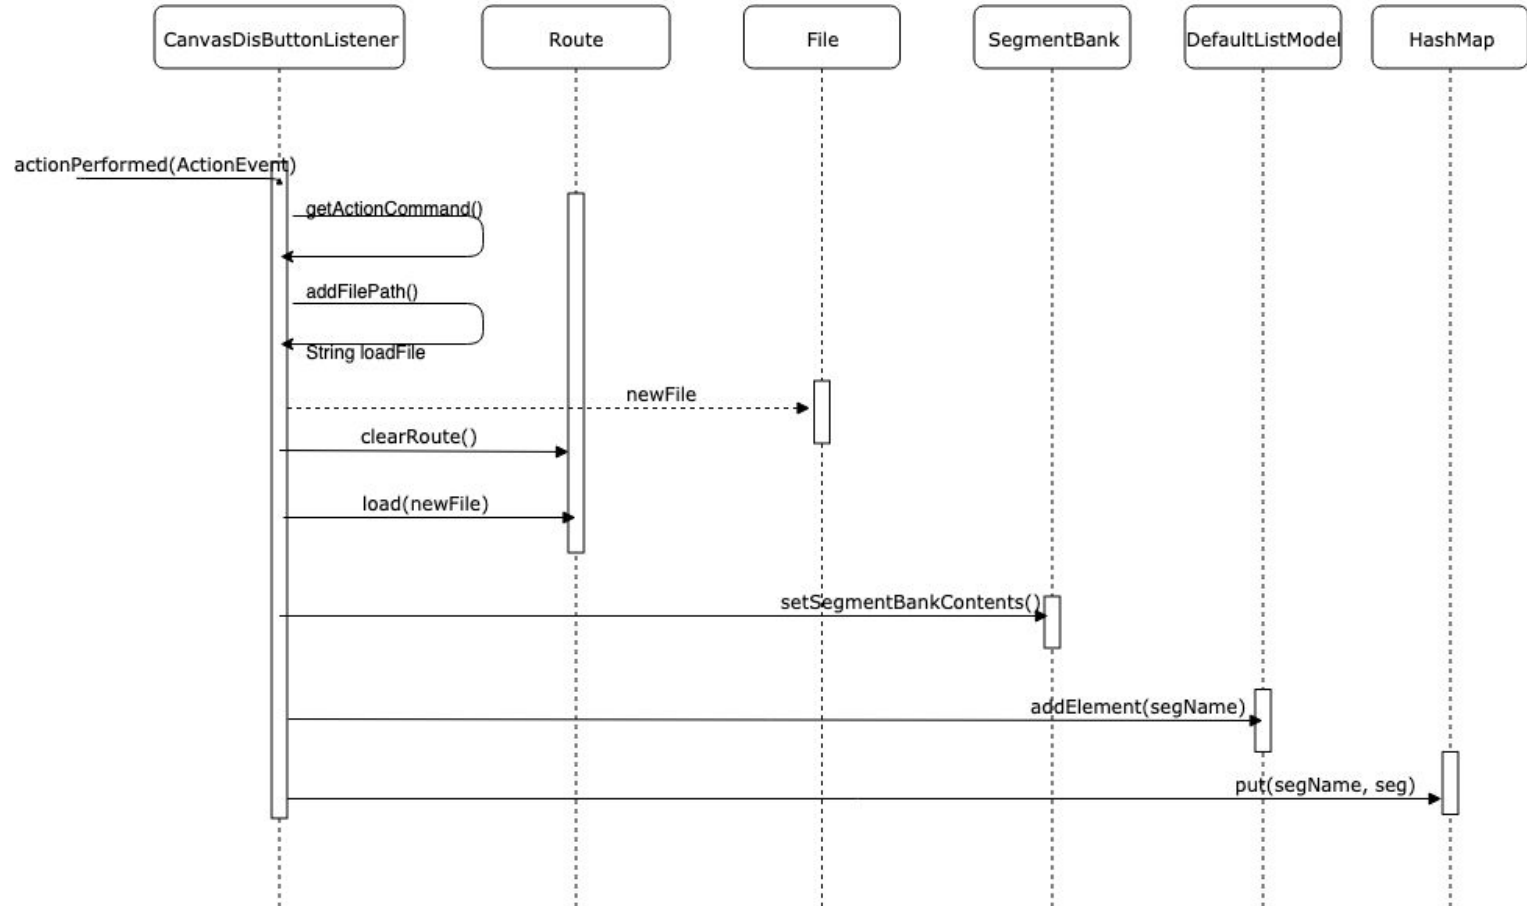 CanvasDisButtonListener
Route
File
SegmentBank
DefaultListModel
HashMap
actionPerformed(ActionEvent)
getActionCommand()
addFilePath()
String loadFile
newFile
clearRoute()
load(newFile)
setSegmentBankContents()
addElement(segName)
put(segName, seg)